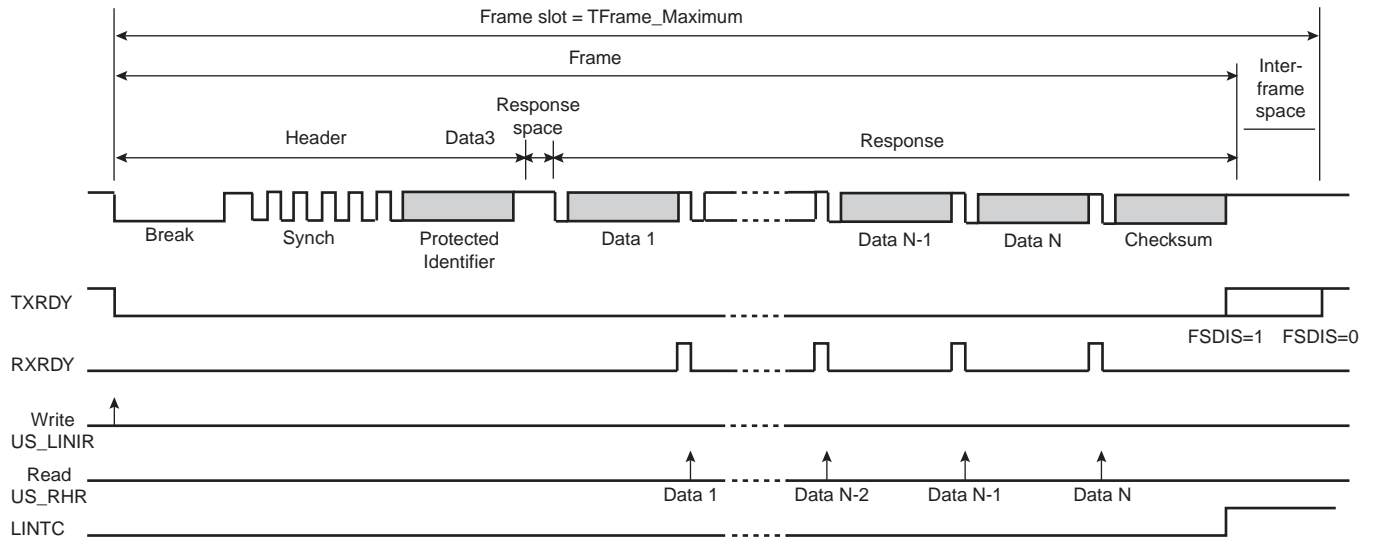 Frame slot = TFrame_Maximum
Frame
Inter-
frame
space
Response
space
Header
Data3
Response
Break
Synch
Protected
Identifier
Data 1
Data N-1
Data N
Checksum
TXRDY
FSDIS=1
FSDIS=0
RXRDY
Write
US_LINIR
Read
US_RHR
Data 1
Data N-2
Data N-1
Data N
LINTC